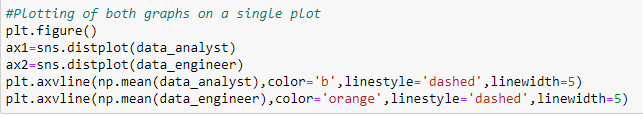 #Plotting of both graphs on a single plot
plt.figure()
ax1=sns.distplot(data_analyst)
ax2=sns.distplot(data_engineer)
plt.axvline(np.mean(data_analyst),color='b',linestyle='dashed',linewidth=5)
plt.axvline(np.mean(data_engineer),color='orange',linestyle='dashed',linewidth=5)